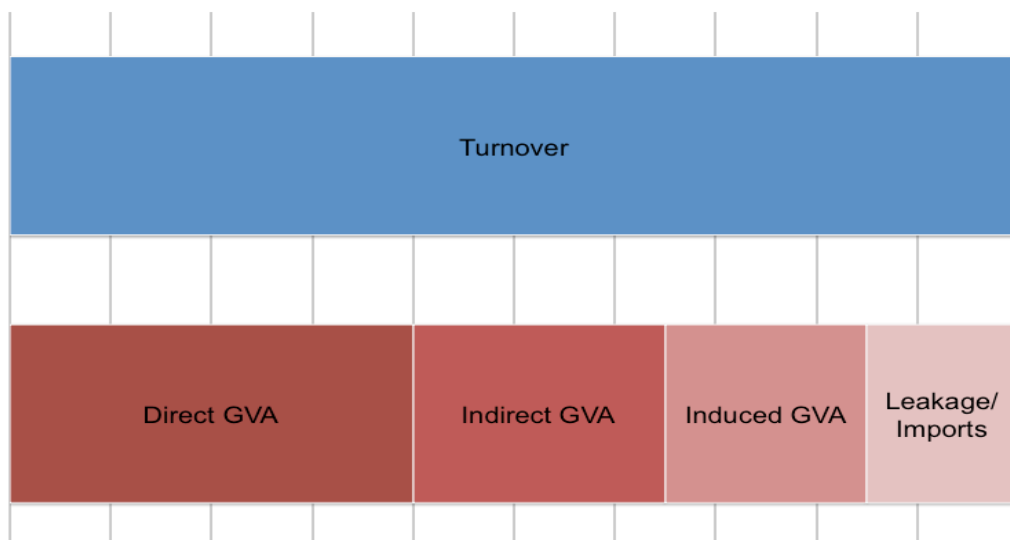 Turnover
Direct GVA
Indirect GVA
Induced GVA
Leakage/
Imports